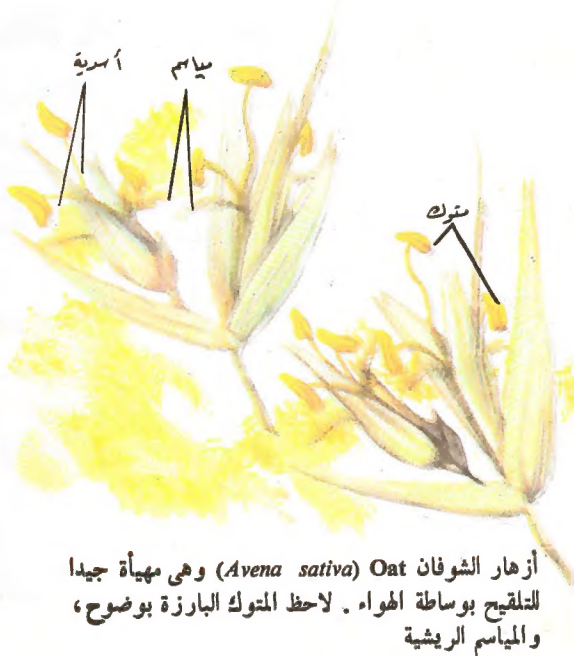 أسدية
مياسم
متوك
أزهار الشوفان Oat (Avena sativa) وهى مهيأة جيدا
للتلقيح بوساطة الهواء . لاحظ المتوك البارزة بوضوح ،
والمياسم الريشية